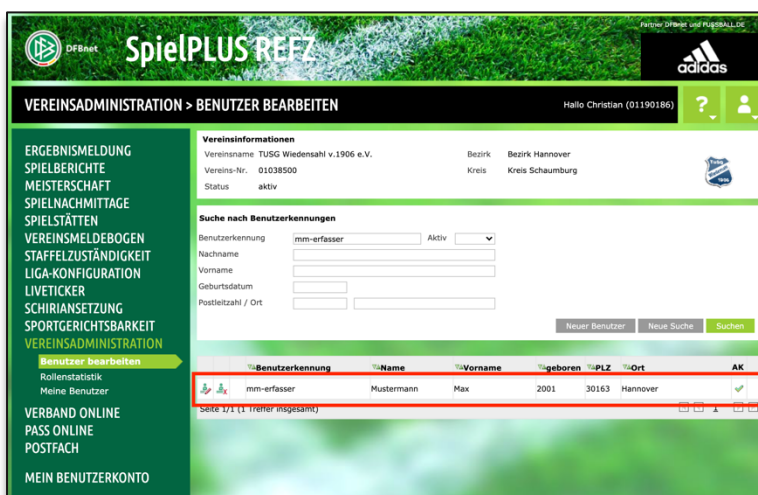 Partner DFBnet und FUSSBALL.DE
DFBnet
SpielPLUS REFZ
adidas
VEREINSADMINISTRATION > BENUTZER BEARBEITEN
Hallo Christian (01190186)
?
ERGEBNISMELDUNG
SPIELBERICHTE
MEISTERSCHAFT
SPIELNACHMITTAGE
SPIELSTÄTTEN
VEREINSMELDEBOGEN
STAFFELZUSTÄNDIGKEIT
LIGA-KONFIGURATION
LIVETICKER
SCHIRIANSETZUNG
SPORTGERICHTSBARKEIT
VEREINSADMINISTRATION
Benutzer bearbeiten
Rollenstatistik
Meine Benutzer
VERBAND ONLINE
PASS ONLINE
POSTFACH
MEIN BENUTZERKONTO
Vereinsinformationen
Vereinsname TUSG Wiedensahl v.1906 e.V. Bezirk Bezirk Hannover
Vereins-Nr. 01038500 Kreis Kreis Schaumburg
Status aktiv
TUSG
1906
Suche nach Benutzerkennungen
Benutzerkennung mm-erfasser Aktiv
Nachname
Vorname
Geburtsdatum
Postleitzahl / Ort
Neuer Benutzer Neue Suche Suchen
Benutzerkennung Name Vorname geboren PLZ Ort AK
mm-erfasser Mustermann Max 2001 30163 Hannover
Seite 1/1 (1 Treffer insgesamt) 1